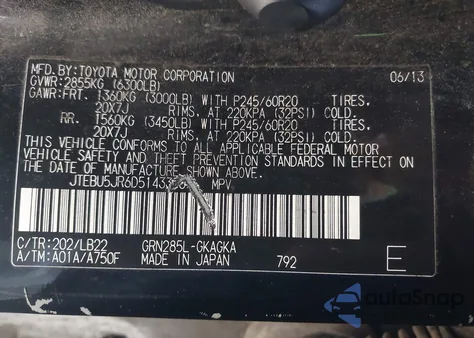 MFD. BY: TOYOTA MOTOR CORPORATION 06/13
GVWR: 2855KG (6300LB)
GAWR: FRT. 1360KG (3000LB) WITH P245/60R20 TIRES,
20X7J RIMS, AT 220KPA (32PSI) COLD.
RR. 1560KG (3450LB) WITH P245/60R20 TIRES,
20X7J RIMS, AT 220KPA (32PSI) COLD.
THIS VEHICLE CONFORMS TO ALL APPLICABLE FEDERAL MOTOR
VEHICLE SAFETY AND THEFT PREVENTION STANDARDS IN EFFECT ON
THE DATE OF MANUFACTURE SHOWN ABOVE.
MPV
C/TR: 202/LB22 GRN285L-GKAGKA
A/TM: A01A/A750F MADE IN JAPAN 792 E
autoSnap